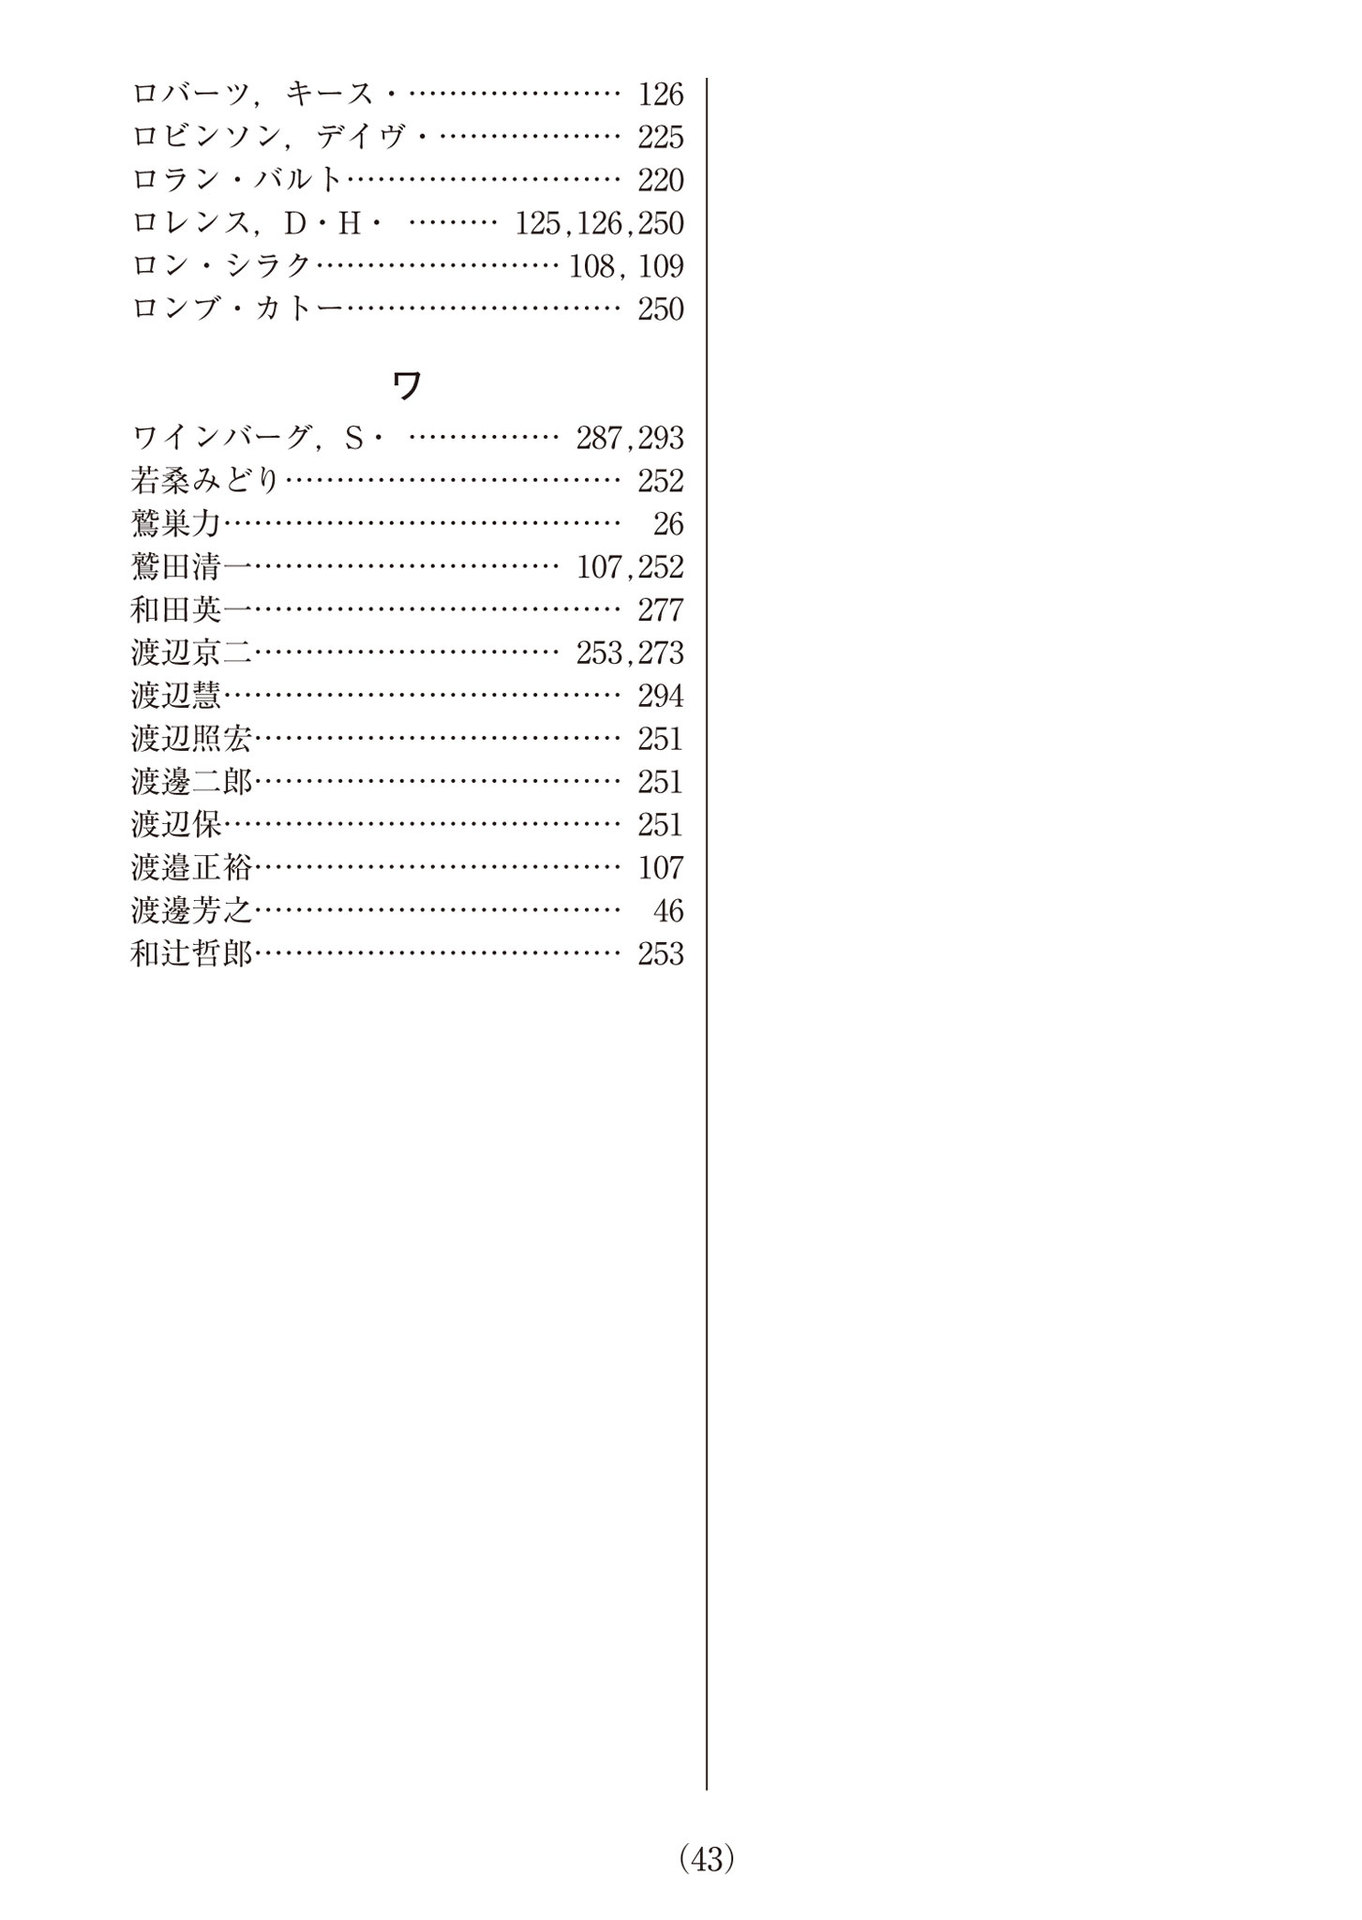 ロバーツ，キース・………………… 126
ロビンソン，デイヴ・……………… 225
ロラン・バルト……………………… 220
ロレンス，D・H・ ……… 125,126,250
ロン・シラク…………………… 108, 109
ロンブ・カトー……………………… 250
ワ
ワインバーグ，S・ …………… 287,293
若桑みどり…………………………… 252
鷲巣力………………………………… 26
鷲田清一………………………… 107,252
和田英一……………………………… 277
渡辺京二………………………… 253,273
渡辺慧………………………………… 294
渡辺照宏……………………………… 251
渡邊二郎……………………………… 251
渡辺保………………………………… 251
渡邉正裕……………………………… 107
渡邊芳之……………………………… 46
和辻哲郎……………………………… 253
（43）